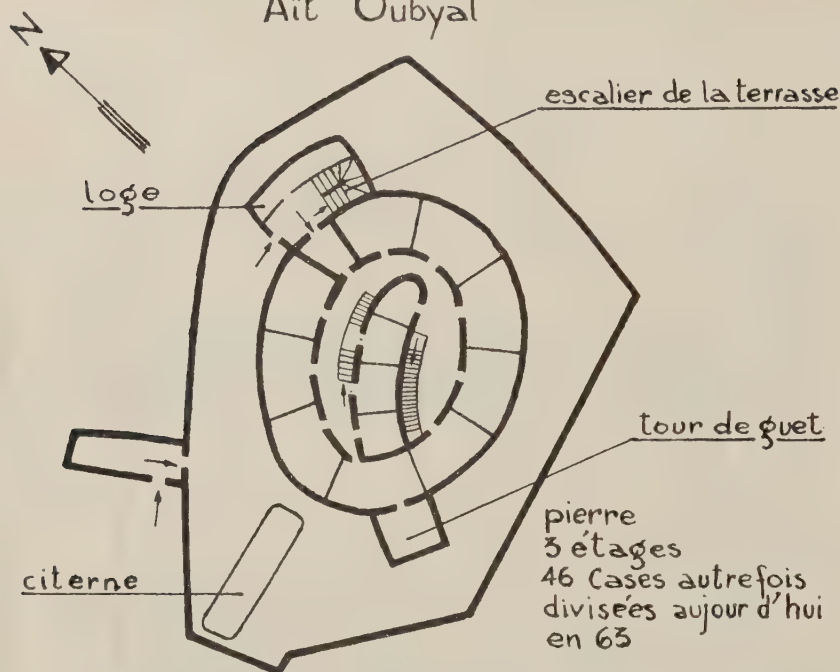 Aït Oubyal
N
escalier de la terrasse
loge
tour de guet
pierre
3 étages
46 Cases autrefois
divisées aujour d'hui
en 63
citerne